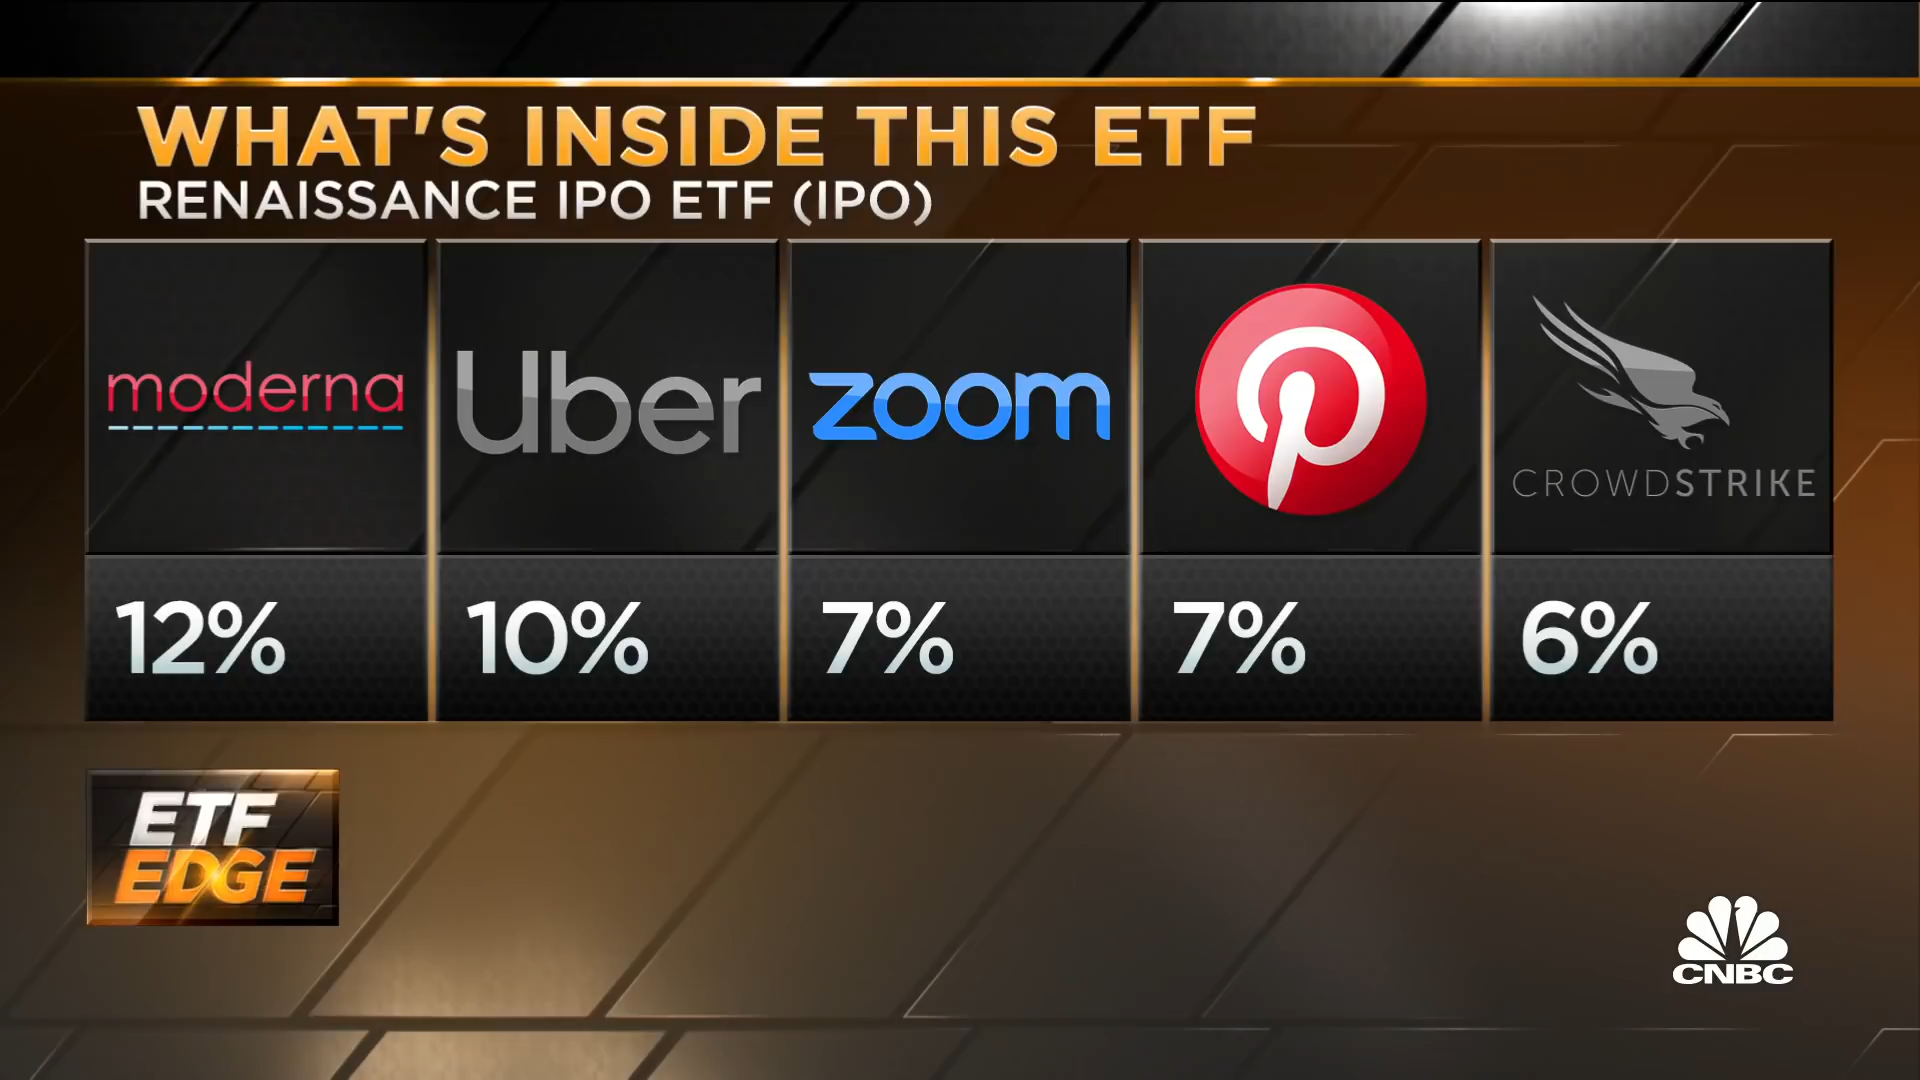 WHAT'S INSIDE THIS ETF
RENAISSANCE IPO ETF (IPO)
moderna
Uber
zoom
P
CROWDSTRIKE
12%
10%
7%
7%
6%
ETF
EDGE
CNBC